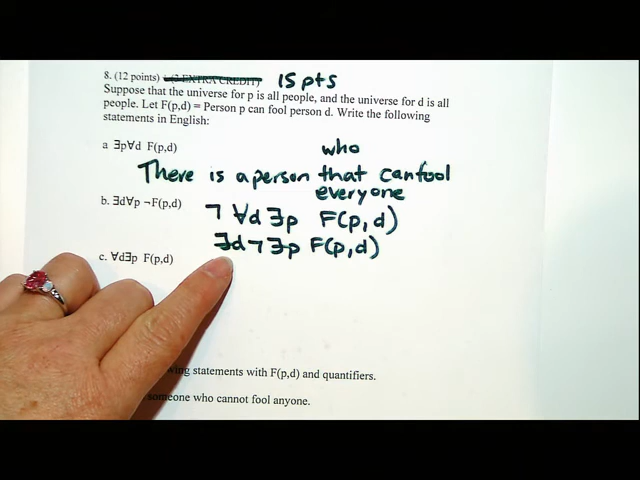 8. (12 points) (2 EXTRA CREDIT) 15 pts
Suppose that the universe for p is all people, and the universe for d is all
people. Let F(p,d) = Person p can fool person d. Write the following
statements in English:
a ∃p∀d F(p,d)
who
There is a person that can fool
everyone
b. ∃d∀p ¬F(p,d)
¬ ∀d ∃p F(p,d)
∃d ¬ ∃p F(p,d)
c. ∀d∃p F(p,d)
statements with F(p,d) and quantifiers.
someone who cannot fool anyone.